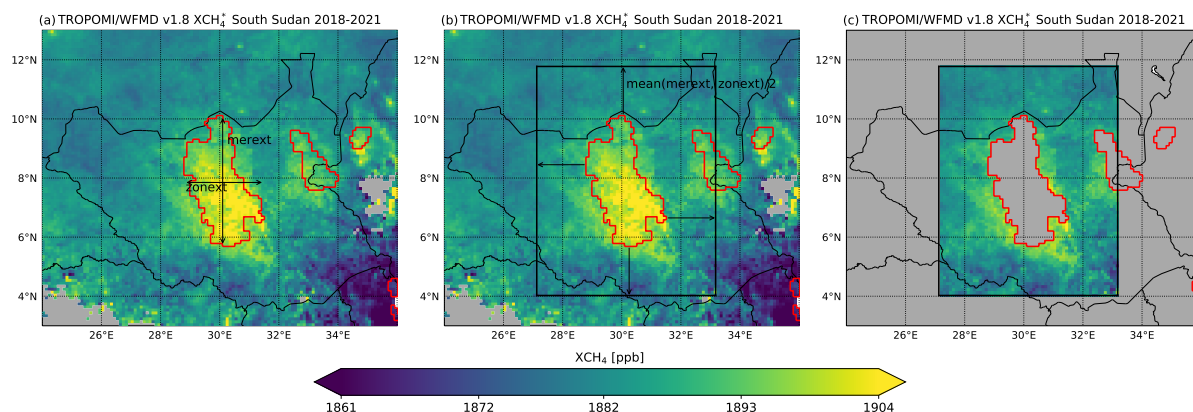 (a) TROPOMI/WFMD v1.8 XCH₄* South Sudan 2018-2021
12°N
10°N
8°N
6°N
4°N
26°E 28°E 30°E 32°E 34°E
merext
zonext
(b) TROPOMI/WFMD v1.8 XCH₄* South Sudan 2018-2021
12°N
10°N
8°N
6°N
4°N
26°E 28°E 30°E 32°E 34°E
mean(merext, zonext)/2
(c) TROPOMI/WFMD v1.8 XCH₄* South Sudan 2018-2021
12°N
10°N
8°N
6°N
4°N
26°E 28°E 30°E 32°E 34°E
XCH₄ [ppb]
1861 1872 1882 1893 1904